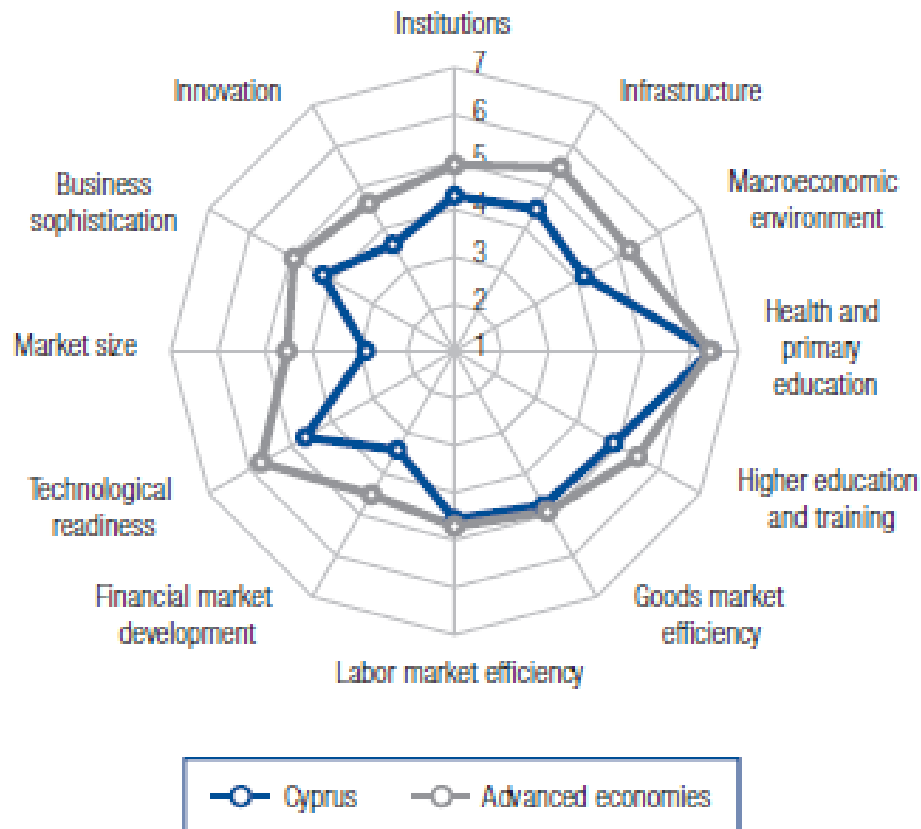 Institutions
7
6
5
4
3
2
1
Infrastructure
Macroeconomic
environment
Health and
primary
education
Higher education
and training
Goods market
efficiency
Labor market efficiency
Financial market
development
Technological
readiness
Market size
Business
sophistication
Innovation
Cyprus
Advanced economies